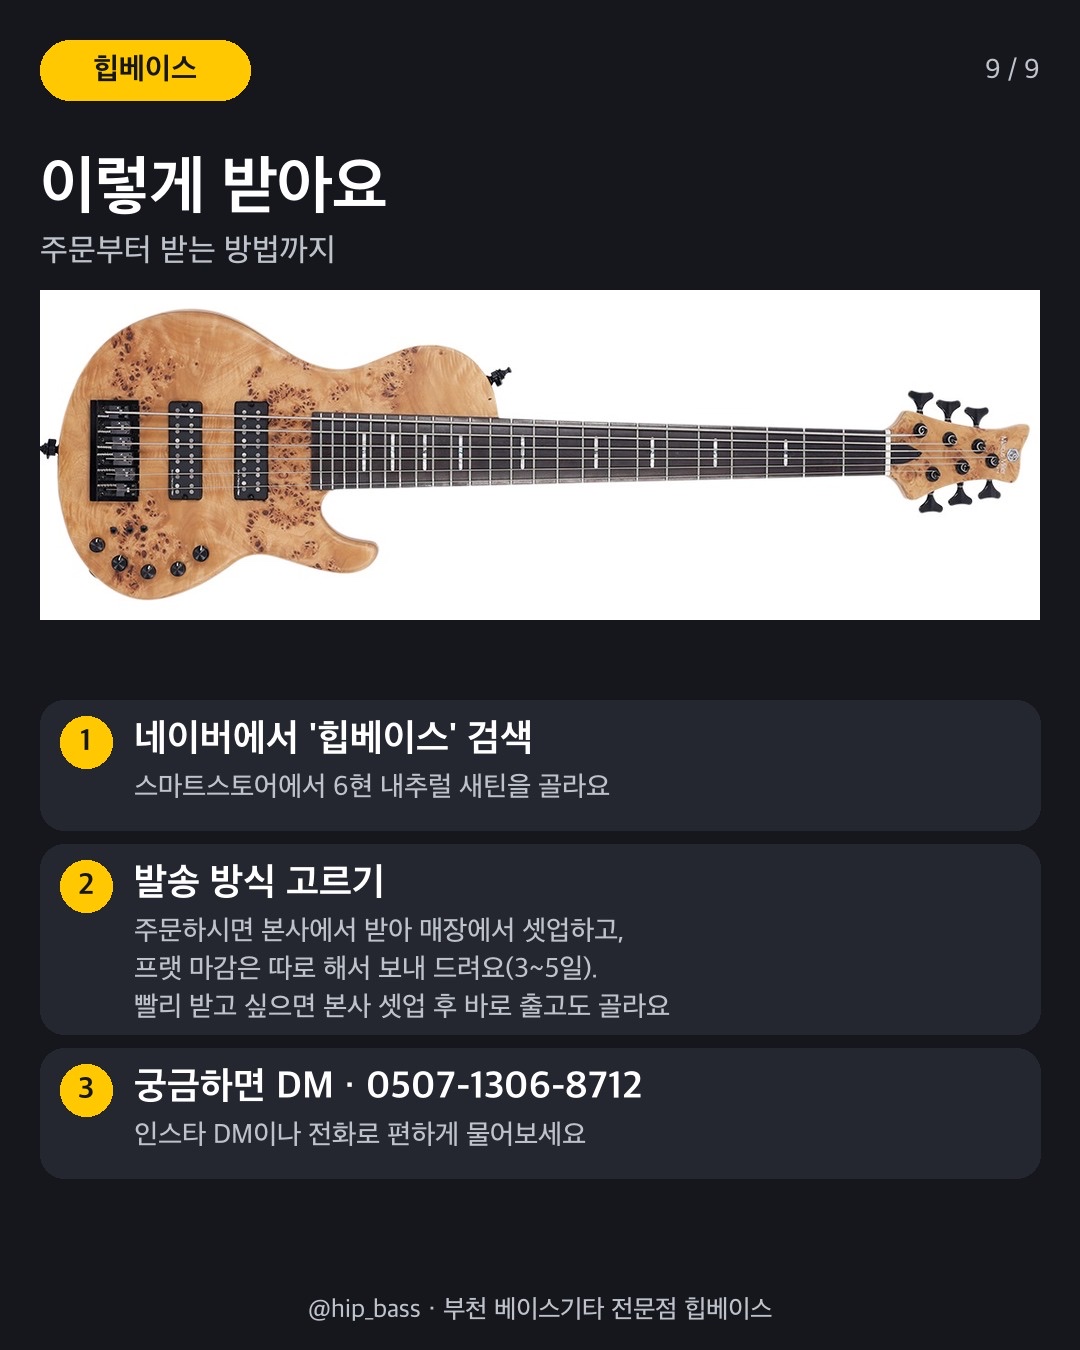 힙베이스
9 / 9
이렇게 받아요
주문부터 받는 방법까지
1
네이버에서 '힙베이스' 검색
스마트스토어에서 6현 내추럴 새틴을 골라요
2
발송 방식 고르기
주문하시면 본사에서 받아 매장에서 셋업하고,
프랫 마감은 따로 해서 보내 드려요(3~5일).
빨리 받고 싶으면 본사 셋업 후 바로 출고도 골라요
3
궁금하면 DM · 0507-1306-8712
인스타 DM이나 전화로 편하게 물어보세요
@hip_bass · 부천 베이스기타 전문점 힙베이스